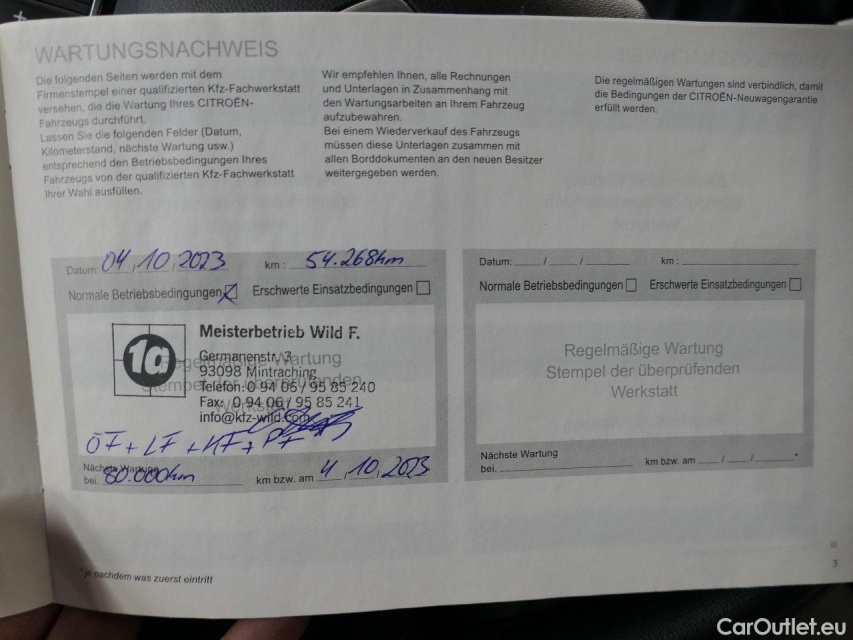 WARTUNGSNACHWEIS
Die folgenden Seiten werden mit dem
Firmenstempel einer qualifizierten Kfz-Fachwerkstatt
versehen, die die Wartung Ihres CITROËN-
Fahrzeugs durchführt.
Lassen Sie die folgenden Felder (Datum,
Kilometerstand, nächste Wartung usw.)
entsprechend den Betriebsbedingungen Ihres
Fahrzeugs von der qualifizierten Kfz-Fachwerkstatt
Ihrer Wahl ausfüllen.
Wir empfehlen Ihnen, alle Rechnungen
und Unterlagen in Zusammenhang mit
den Wartungsarbeiten an Ihrem Fahrzeug
aufzubewahren.
Bei einem Wiederverkauf des Fahrzeugs
müssen diese Unterlagen zusammen mit
allen Borddokumenten an den neuen Besitzer
weitergegeben werden.
Die regelmäßigen Wartungen sind verbindlich, damit
die Bedingungen der CITROËN-Neuwagengarantie
erfüllt werden.
Datum: 04/10/2023 km : 54.268km
Normale Betriebsbedingungen Erschwerte Einsatzbedingungen
1a
Meisterbetrieb Wild F.
Germanenstr. 3
93098 Mintraching
Telefon: 0 94 06 / 95 85 240
Fax: 0 94 06 / 95 85 241
info@kfz-wild.com
Regelmäßige Wartung
Stempel der überprüfenden
Werkstatt
ÖF + LF + KF + PF
Nächste Wartung
bei. 80.000km km bzw. am 4/10/2023
Datum: / / km :
Normale Betriebsbedingungen Erschwerte Einsatzbedingungen
Regelmäßige Wartung
Stempel der überprüfenden
Werkstatt
Nächste Wartung
bei. km bzw. am / / *
* je nachdem was zuerst eintritt
3
CarOutlet.eu